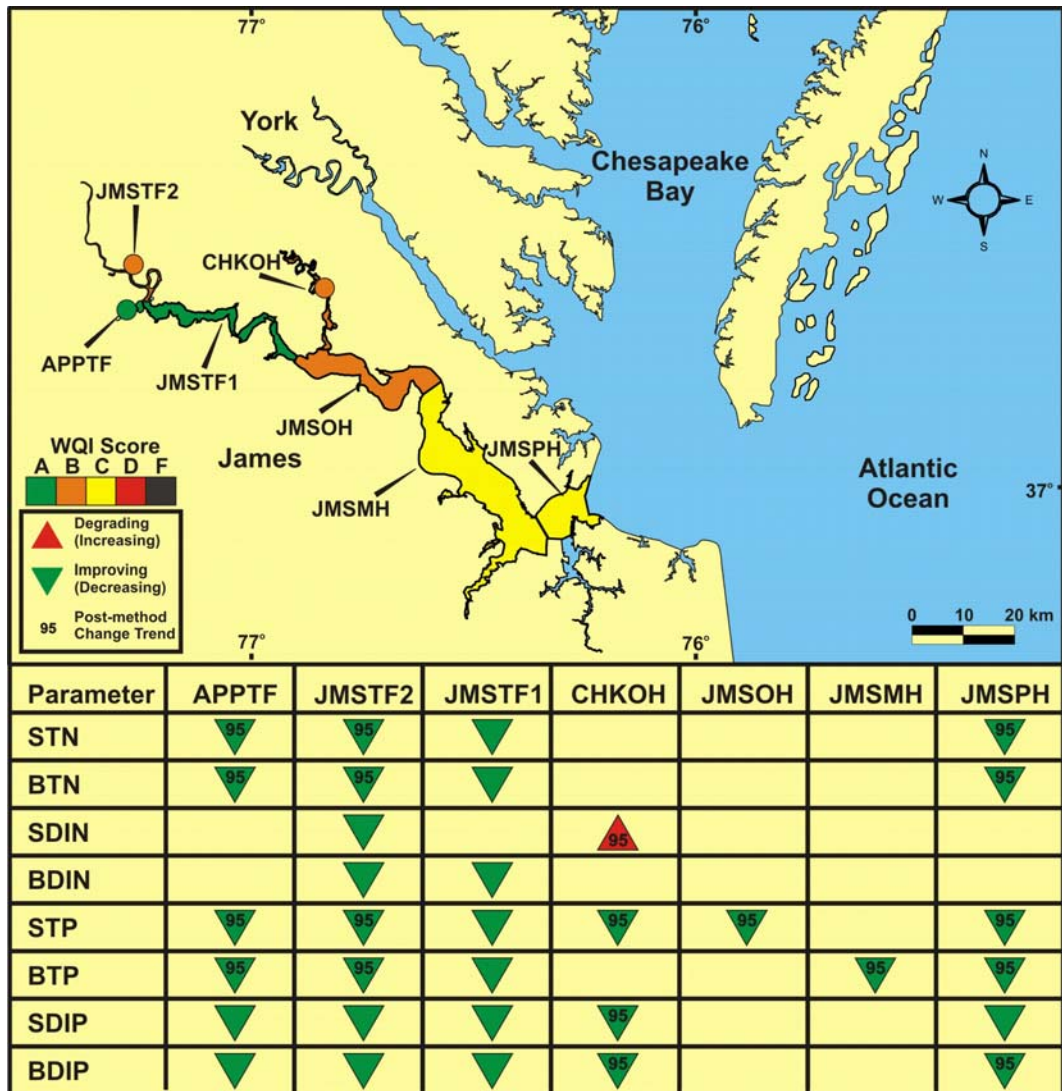 77°
76°
York
Chesapeake
Bay
N
W
E
S
JMSTF2
CHKOH
APPTF
JMSTF1
JMSOH
James
JMSPH
JMSMH
Atlantic
Ocean
37°
WQI Score
A B C D F
Degrading
(Increasing)
Improving
(Decreasing)
95 Post-method
Change Trend
77°
76°
0 10 20 km
Parameter APPTF JMSTF2 JMSTF1 CHKOH JMSOH JMSMH JMSPH
STN 95 95 95
BTN 95 95 95
SDIN 95
BDIN
STP 95 95 95 95 95
BTP 95 95 95 95
SDIP 95
BDIP 95 95